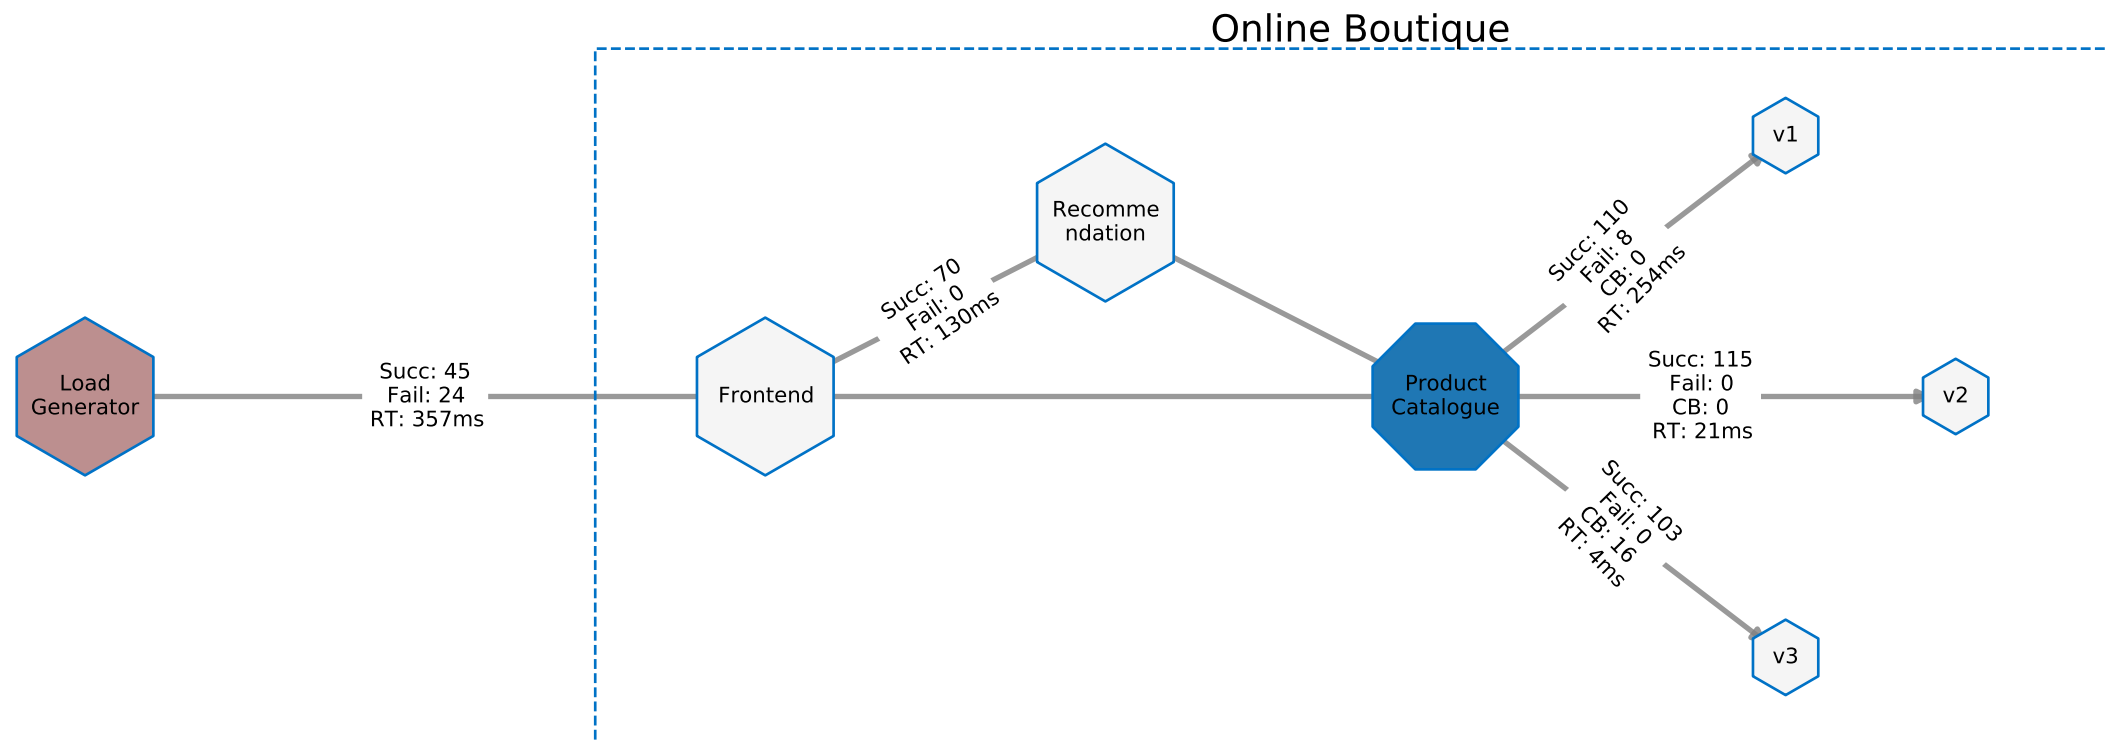 Online Boutique
Load
Generator
Succ: 45
Fail: 24
RT: 357ms
Frontend
Succ: 70
Fail: 0
RT: 130ms
Recomme
ndation
Product
Catalogue
Succ: 110
Fail: 8
CB: 0
RT: 254ms
v1
Succ: 115
Fail: 0
CB: 0
RT: 21ms
v2
Succ: 103
Fail: 0
CB: 16
RT: 4ms
v3